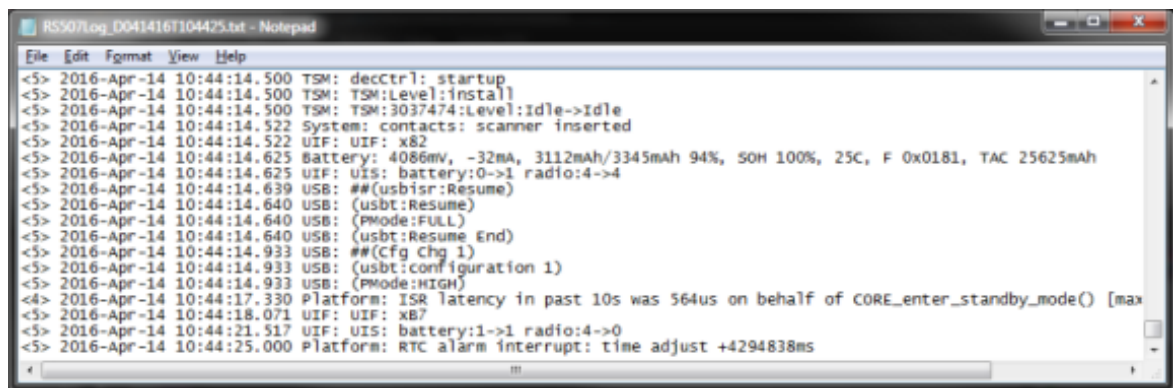 RS507Log_D041416T104425.txt - Notepad
File Edit Format View Help
<5> 2016-Apr-14 10:44:14.500 TSM: decCtrl: startup
<5> 2016-Apr-14 10:44:14.500 TSM: TSM:Level:install
<5> 2016-Apr-14 10:44:14.500 TSM: TSM:3037474:Level:Idle->Idle
<5> 2016-Apr-14 10:44:14.522 System: contacts: scanner inserted
<5> 2016-Apr-14 10:44:14.522 UIF: UIF: x82
<5> 2016-Apr-14 10:44:14.625 Battery: 4086mV, -32mA, 3112mAh/3345mAh 94%, SOH 100%, 25C, F 0x0181, TAC 25625mAh
<5> 2016-Apr-14 10:44:14.625 UIF: UIS: battery:0->1 radio:4->4
<5> 2016-Apr-14 10:44:14.639 USB: ##(usbisr:Resume)
<5> 2016-Apr-14 10:44:14.640 USB: (usbt:Resume)
<5> 2016-Apr-14 10:44:14.640 USB: (PMode:FULL)
<5> 2016-Apr-14 10:44:14.640 USB: (usbt:Resume End)
<5> 2016-Apr-14 10:44:14.933 USB: ##(Cfg Chg 1)
<5> 2016-Apr-14 10:44:14.933 USB: (usbt:configuration 1)
<5> 2016-Apr-14 10:44:14.933 USB: (PMode:HIGH)
<4> 2016-Apr-14 10:44:17.330 Platform: ISR latency in past 10s was 564us on behalf of CORE_enter_standby_mode() [max
<5> 2016-Apr-14 10:44:18.071 UIF: UIF: xB7
<5> 2016-Apr-14 10:44:21.517 UIF: UIS: battery:1->1 radio:4->0
<5> 2016-Apr-14 10:44:25.000 Platform: RTC alarm interrupt: time adjust +4294838ms